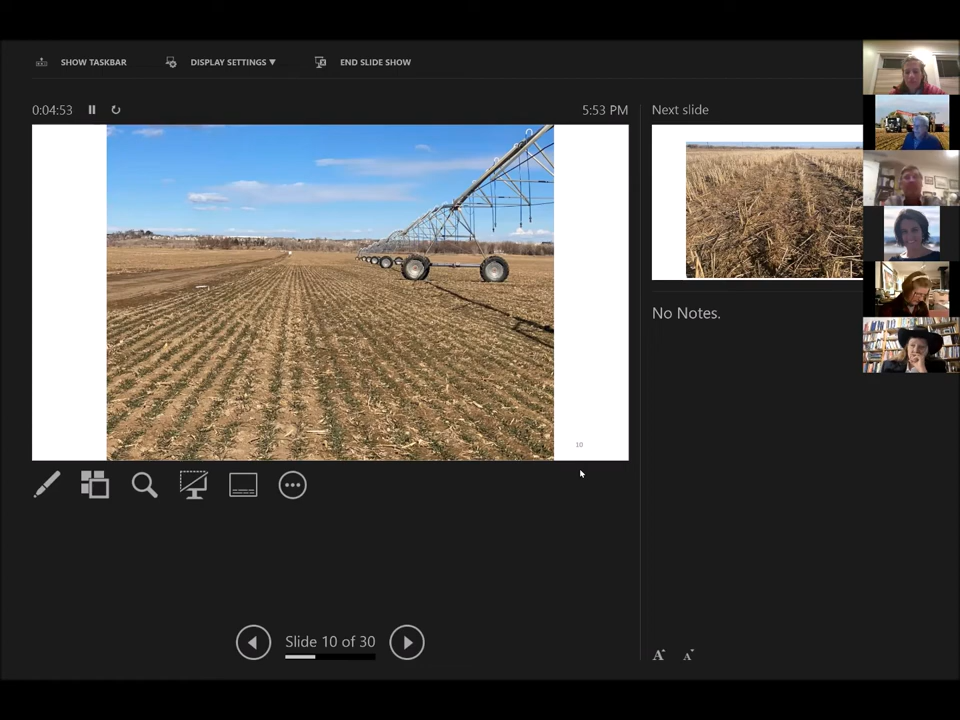 SHOW TASKBAR
DISPLAY SETTINGS ▼
END SLIDE SHOW
0:04:53
5:53 PM
Next slide
10
No Notes.
Slide 10 of 30
A A